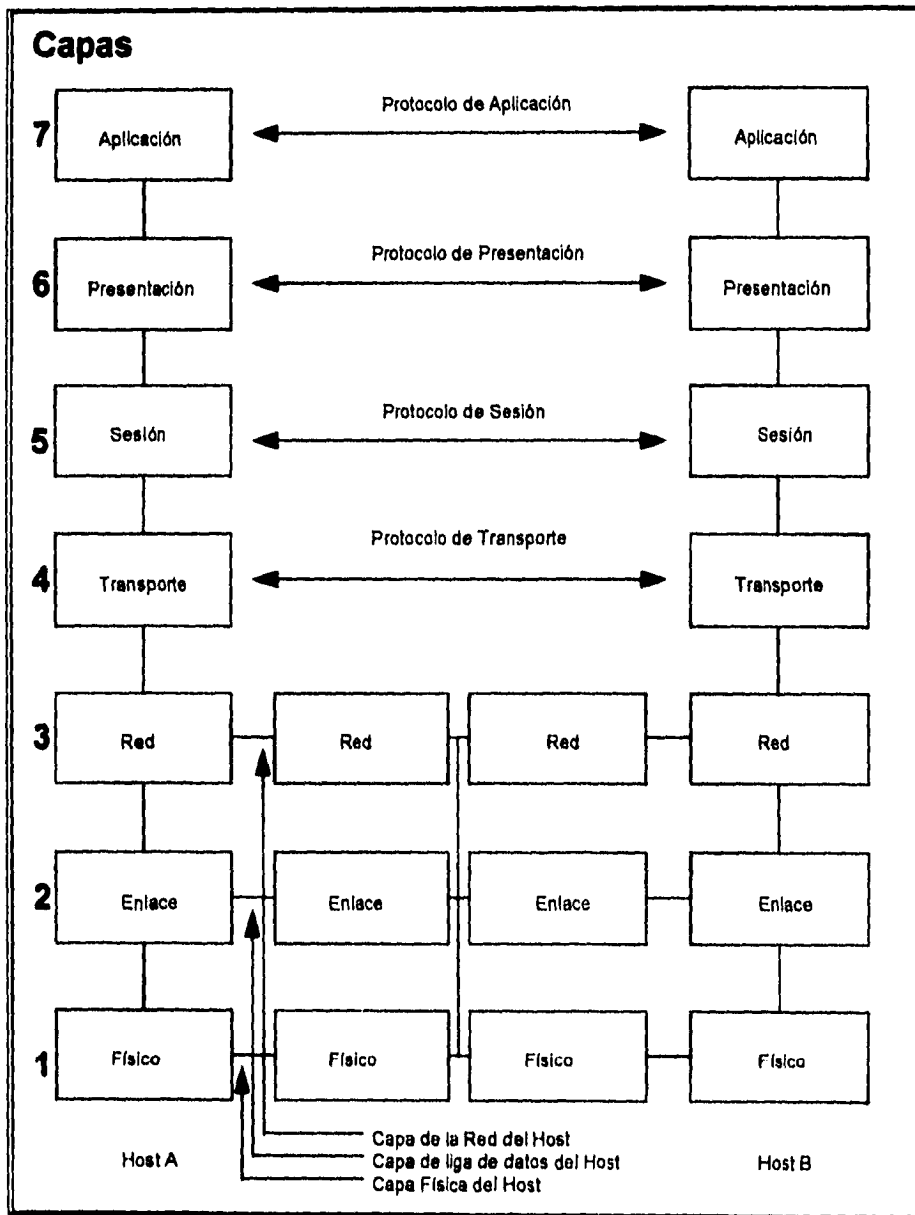 Capas
7
Aplicación
Protocolo de Aplicación
Aplicación
6
Presentación
Protocolo de Presentación
Presentación
5
Sesión
Protocolo de Sesión
Sesión
4
Transporte
Protocolo de Transporte
Transporte
3
Red
Red
Red
Red
2
Enlace
Enlace
Enlace
Enlace
1
Físico
Físico
Físico
Físico
Host A
Capa de la Red del Host
Capa de liga de datos del Host
Capa Física del Host
Host B